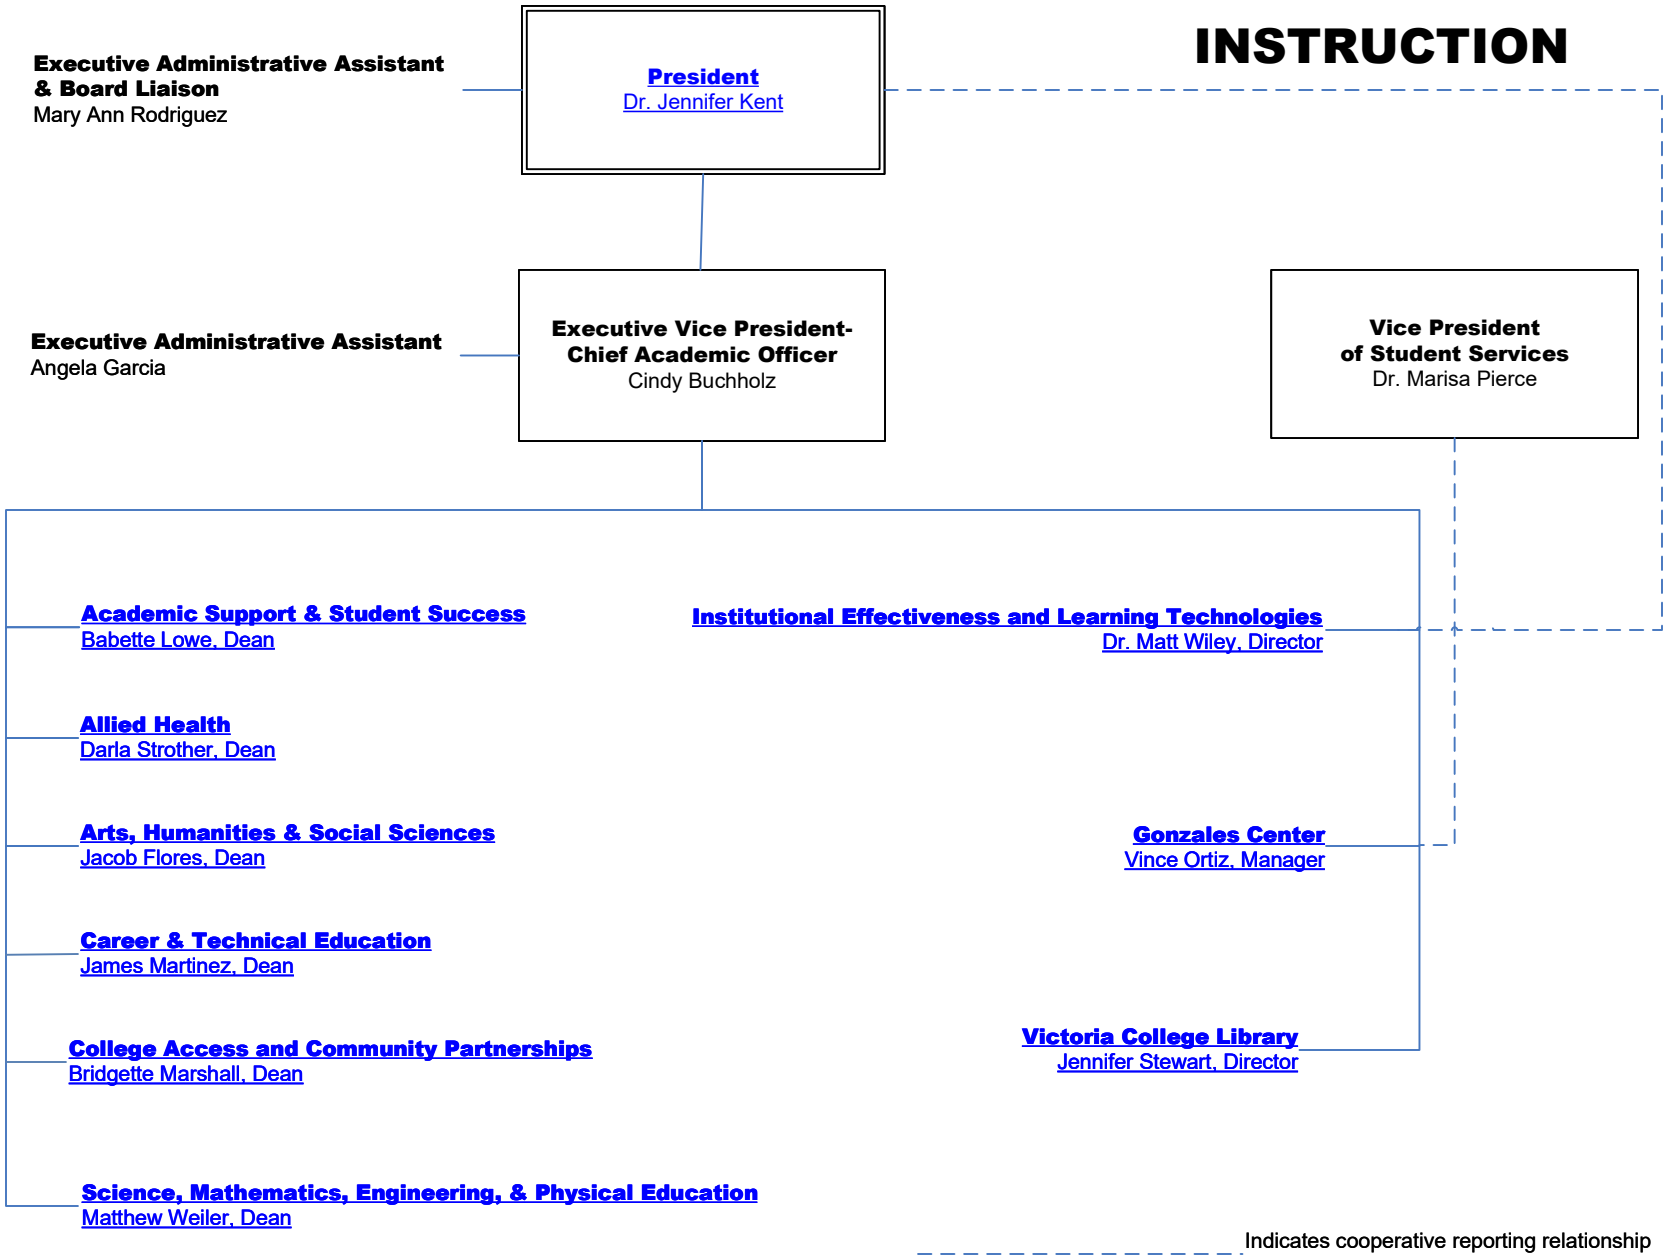 INSTRUCTION
Executive Administrative Assistant
& Board Liaison
Mary Ann Rodriguez
President
Dr. Jennifer Kent
Executive Administrative Assistant
Angela Garcia
Executive Vice President-
Chief Academic Officer
Cindy Buchholz
Vice President
of Student Services
Dr. Marisa Pierce
Academic Support & Student Success
Babette Lowe, Dean
Allied Health
Darla Strother, Dean
Arts, Humanities & Social Sciences
Jacob Flores, Dean
Career & Technical Education
James Martinez, Dean
College Access and Community Partnerships
Bridgette Marshall, Dean
Science, Mathematics, Engineering, & Physical Education
Matthew Weiler, Dean
Institutional Effectiveness and Learning Technologies
Dr. Matt Wiley, Director
Gonzales Center
Vince Ortiz, Manager
Victoria College Library
Jennifer Stewart, Director
Indicates cooperative reporting relationship